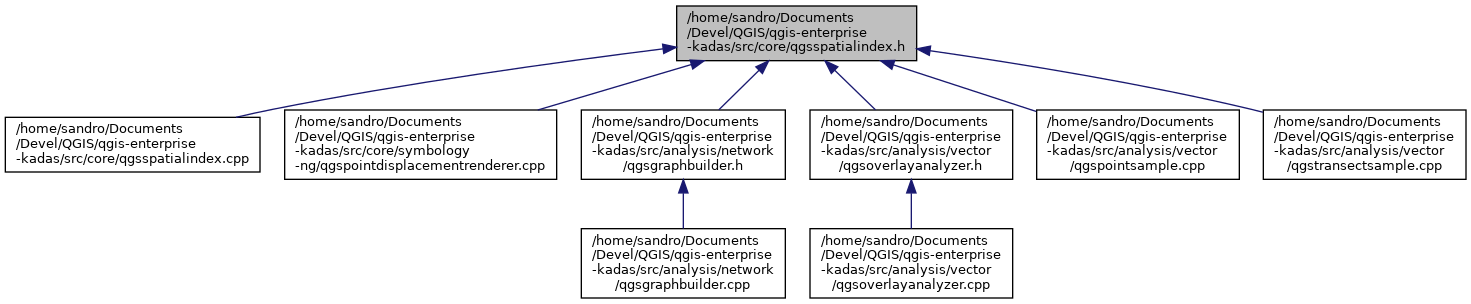 /home/sandro/Documents
/Devel/QGIS/qgis-enterprise
-kadas/src/core/qgsspatialindex.h
/home/sandro/Documents
/Devel/QGIS/qgis-enterprise
-kadas/src/core/qgsspatialindex.cpp
/home/sandro/Documents
/Devel/QGIS/qgis-enterprise
-kadas/src/core/symbology
-ng/qgspointdisplacementrenderer.cpp
/home/sandro/Documents
/Devel/QGIS/qgis-enterprise
-kadas/src/analysis/network
/qgsgraphbuilder.h
/home/sandro/Documents
/Devel/QGIS/qgis-enterprise
-kadas/src/analysis/vector
/qgsoverlayanalyzer.h
/home/sandro/Documents
/Devel/QGIS/qgis-enterprise
-kadas/src/analysis/vector
/qgspointsample.cpp
/home/sandro/Documents
/Devel/QGIS/qgis-enterprise
-kadas/src/analysis/vector
/qgstransectsample.cpp
/home/sandro/Documents
/Devel/QGIS/qgis-enterprise
-kadas/src/analysis/network
/qgsgraphbuilder.cpp
/home/sandro/Documents
/Devel/QGIS/qgis-enterprise
-kadas/src/analysis/vector
/qgsoverlayanalyzer.cpp